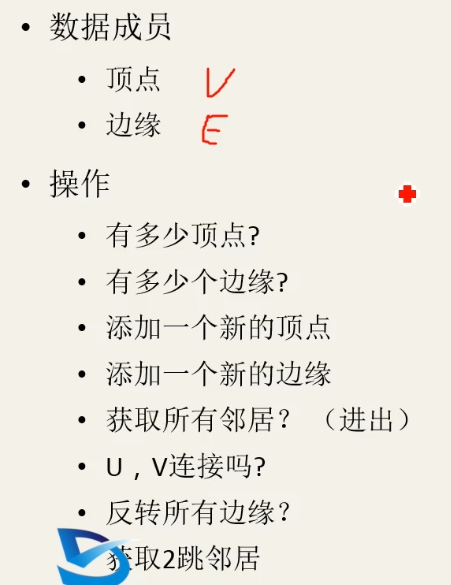 • 数据成员
• 顶点 V
• 边缘 E
• 操作
• 有多少顶点?
• 有多少个边缘?
• 添加一个新的顶点
• 添加一个新的边缘
• 获取所有邻居？（进出）
• U，V连接吗?
• 反转所有边缘？
获取2跳邻居